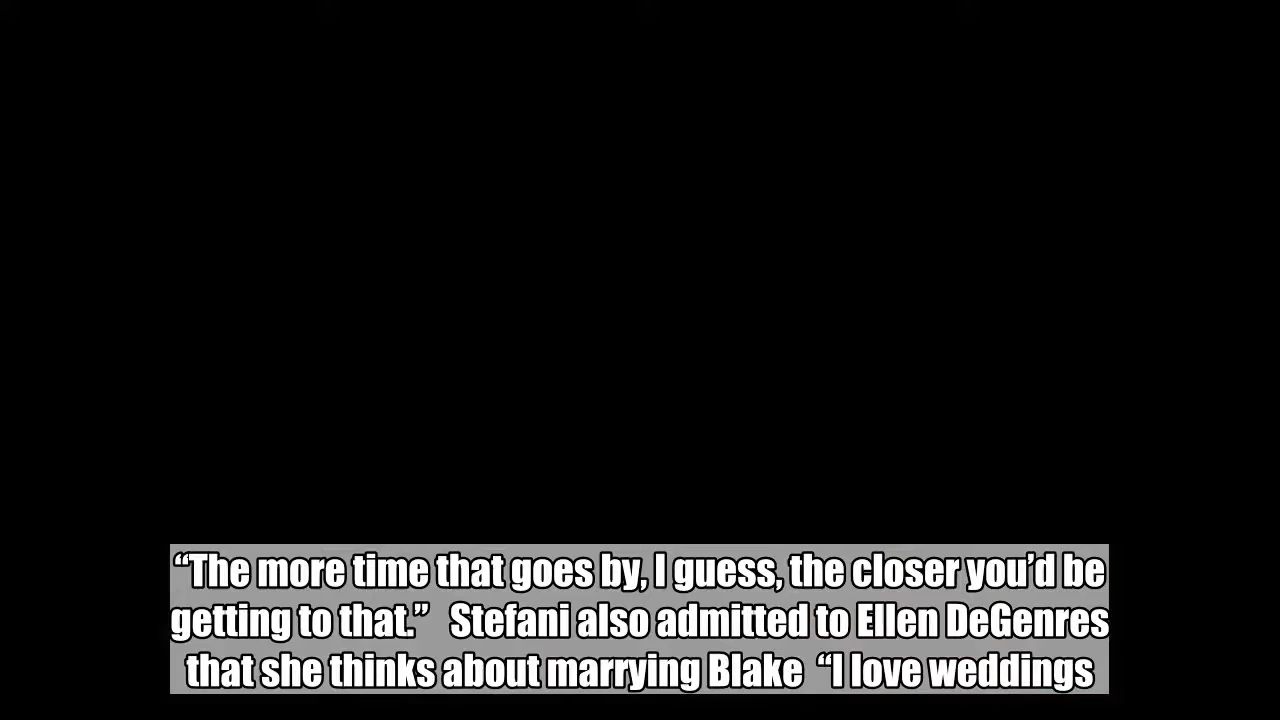 “The more time that goes by, I guess, the closer you’d be
getting to that.”   Stefani also admitted to Ellen DeGenres
that she thinks about marrying Blake  “I love weddings